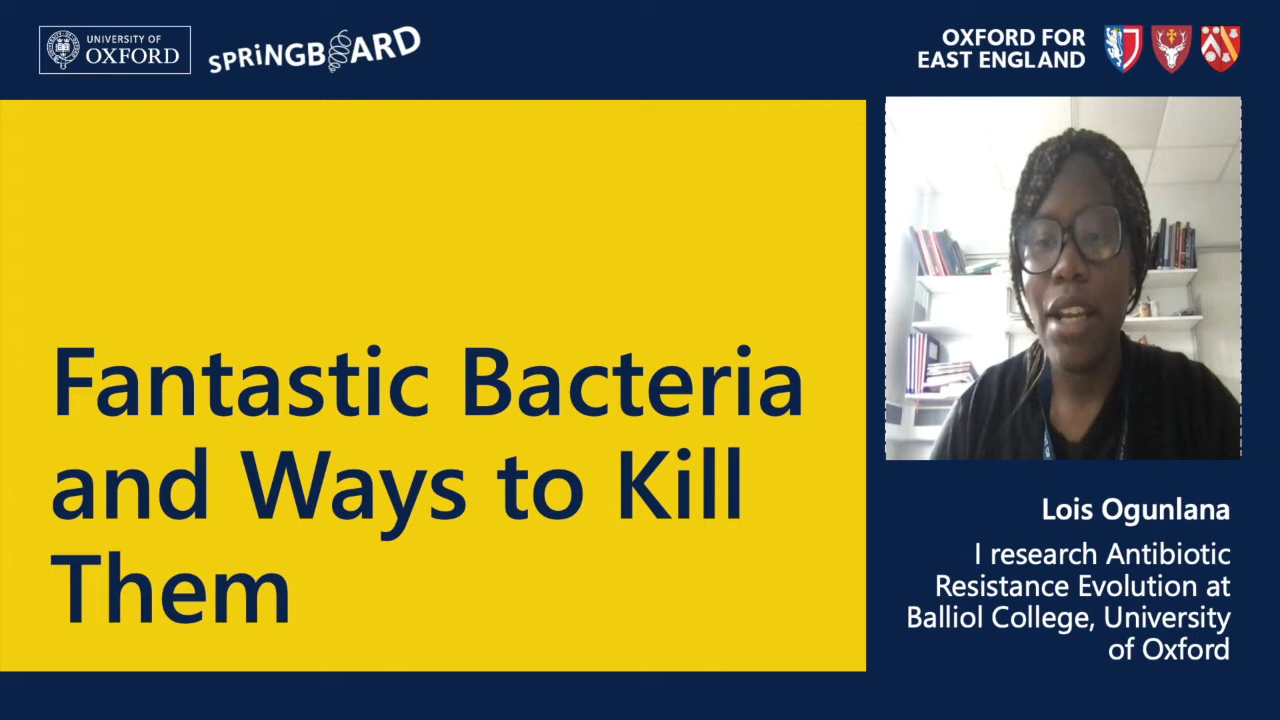 UNIVERSITY OF
OXFORD
SPRiNGBOARD
OXFORD FOR
EAST ENGLAND
Fantastic Bacteria
and Ways to Kill
Them
Lois Ogunlana
I research Antibiotic
Resistance Evolution at
Balliol College, University
of Oxford